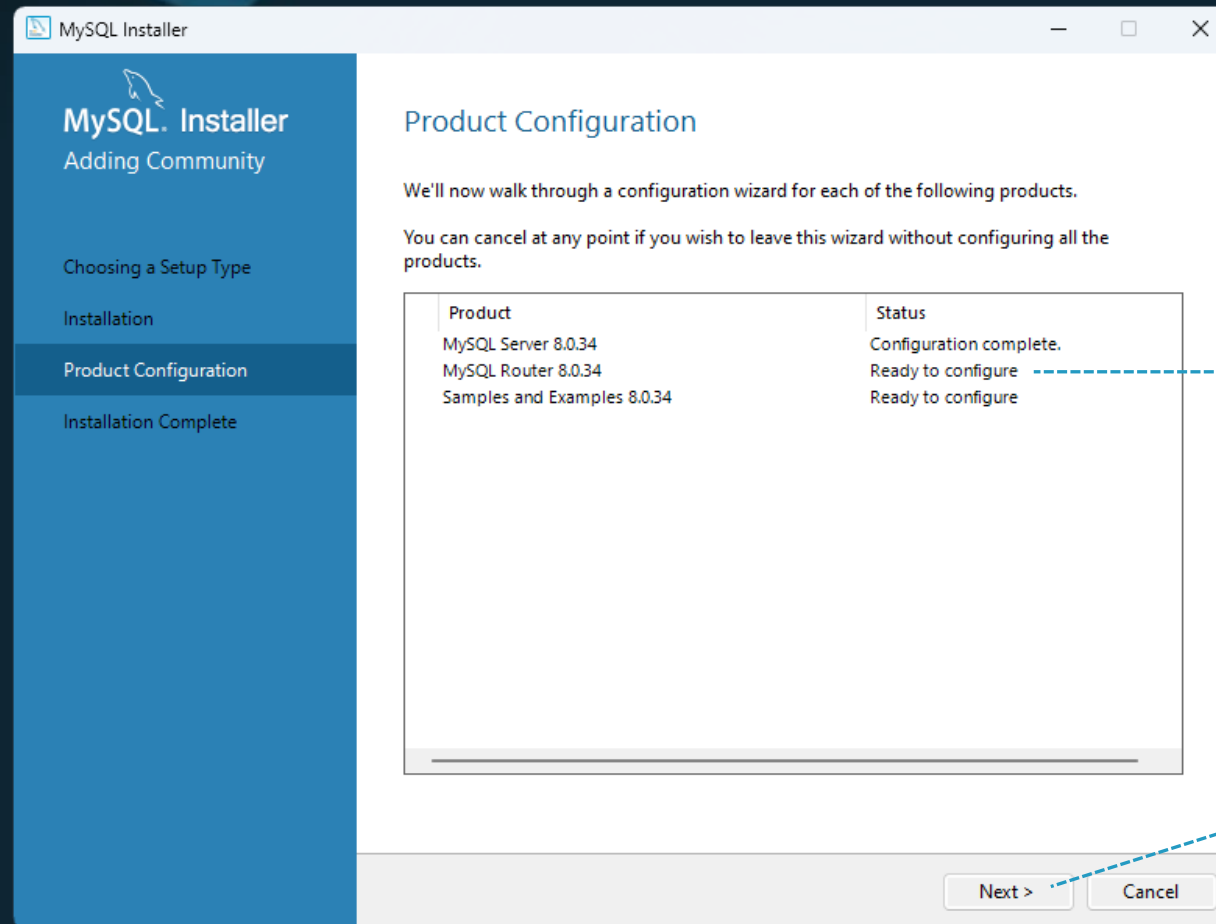 MySQL Installer
MySQL. Installer
Adding Community
Choosing a Setup Type
Installation
Product Configuration
Installation Complete
Product Configuration
We'll now walk through a configuration wizard for each of the following products.
You can cancel at any point if you wish to leave this wizard without configuring all the
products.
Product Status
MySQL Server 8.0.34 Configuration complete.
MySQL Router 8.0.34 Ready to configure
Samples and Examples 8.0.34 Ready to configure
Next > Cancel